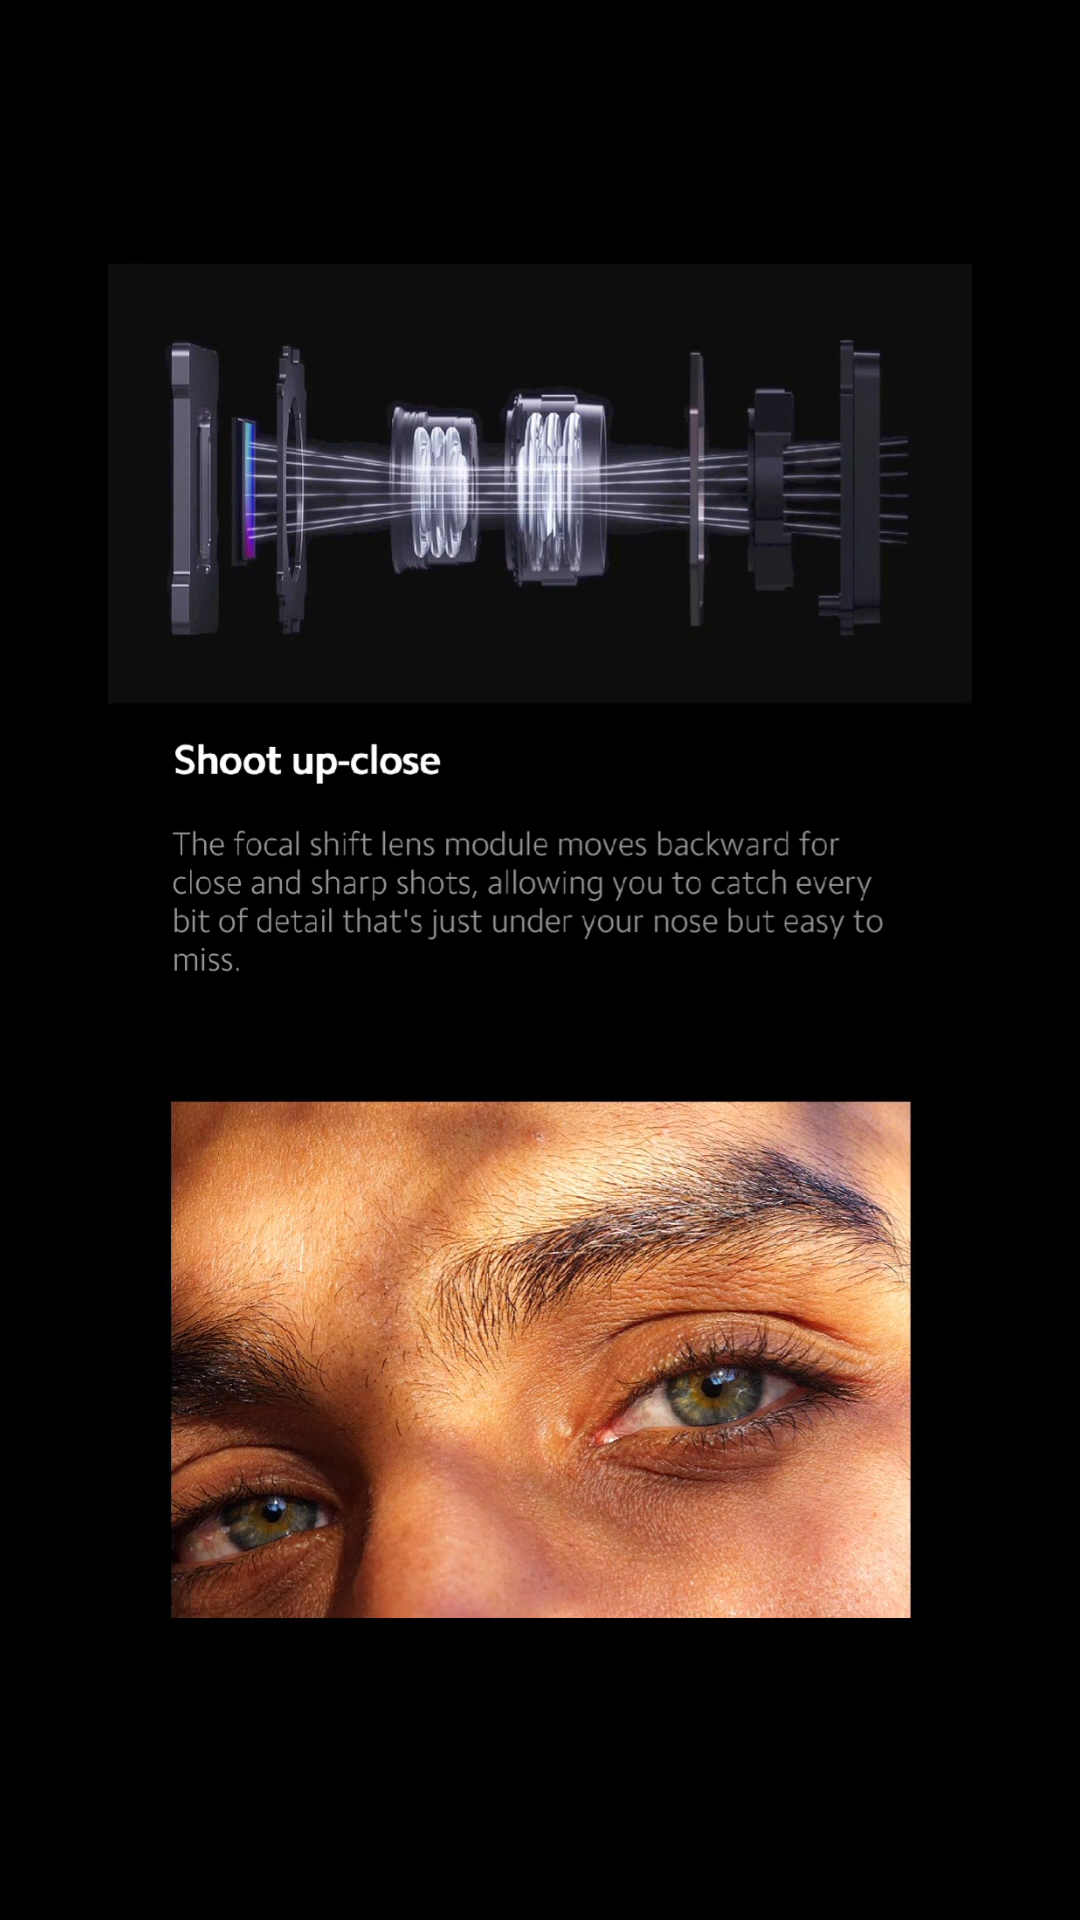 Shoot up-close
The focal shift lens module moves backward for
close and sharp shots, allowing you to catch every
bit of detail that's just under your nose but easy to
miss.